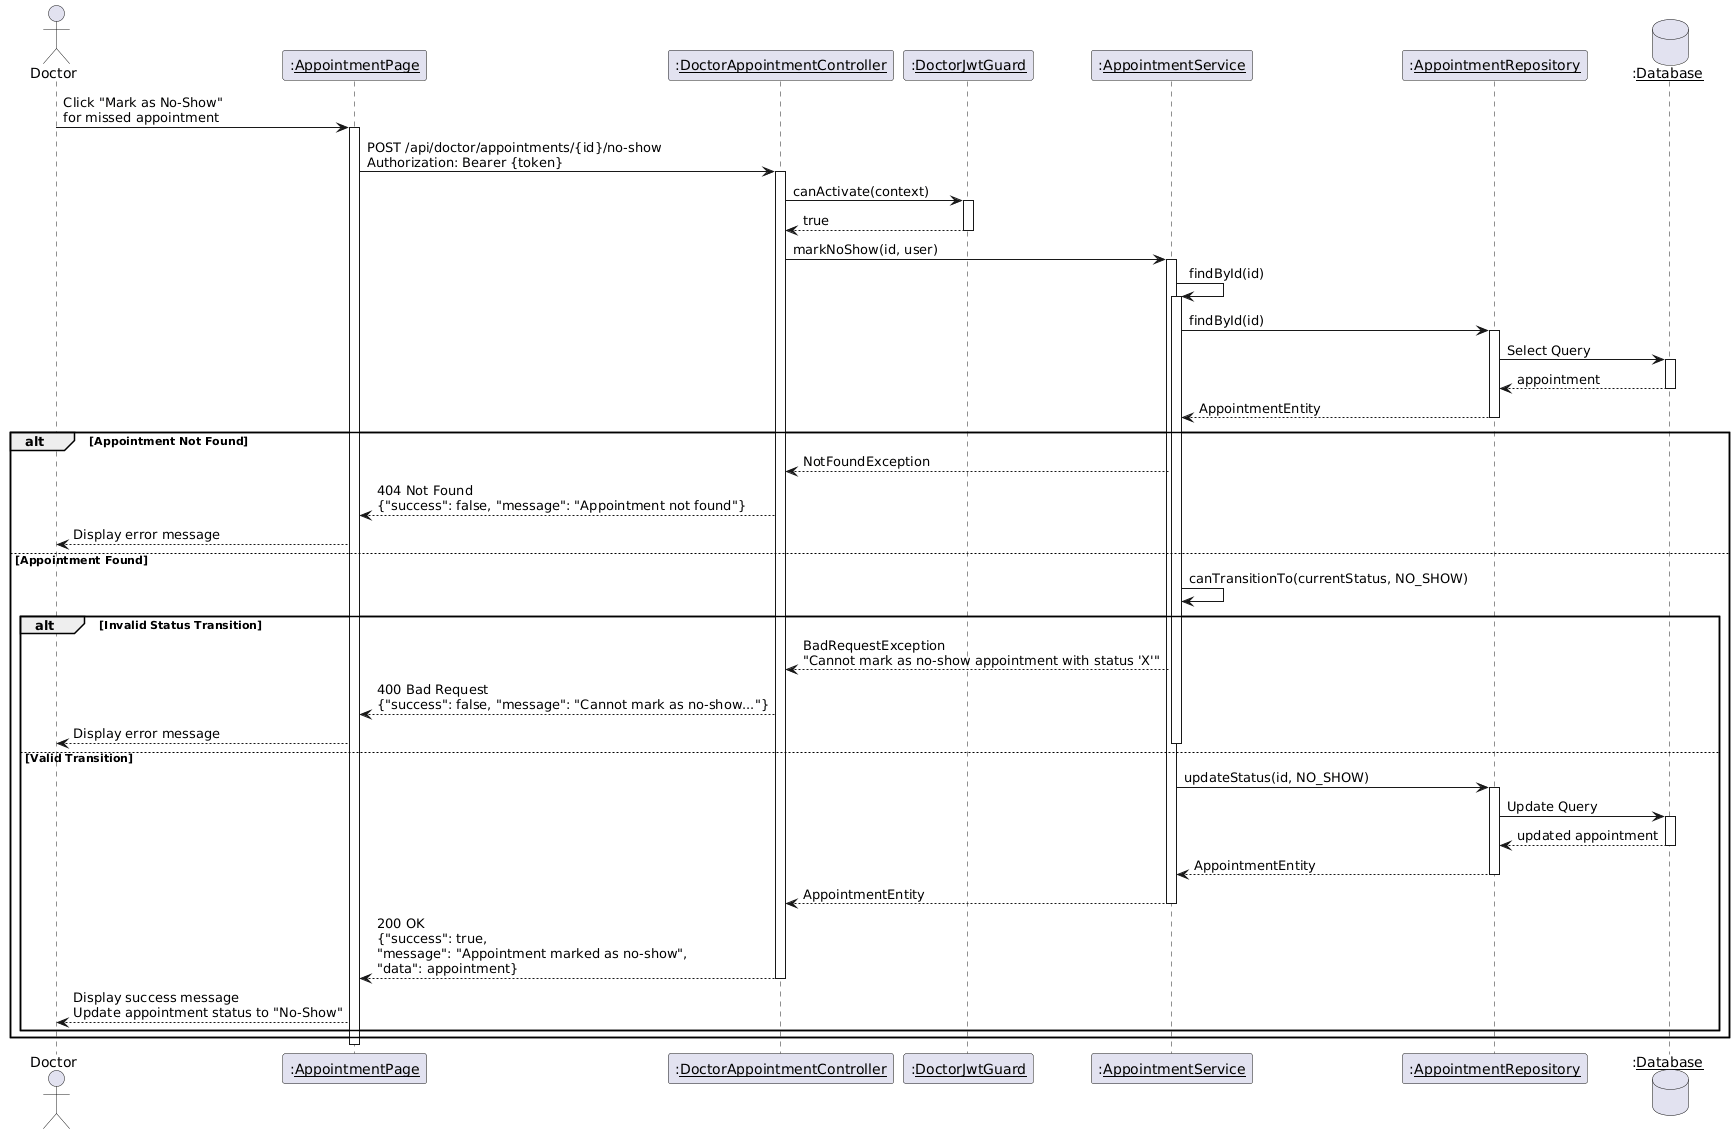 Doctor
:AppointmentPage
:DoctorAppointmentController
:DoctorJwtGuard
:AppointmentService
:AppointmentRepository
:Database
Click "Mark as No-Show"
for missed appointment
POST /api/doctor/appointments/{id}/no-show
Authorization: Bearer {token}
canActivate(context)
true
markNoShow(id, user)
findById(id)
findById(id)
Select Query
appointment
AppointmentEntity
alt [Appointment Not Found]
NotFoundException
404 Not Found
{"success": false, "message": "Appointment not found"}
Display error message
[Appointment Found]
canTransitionTo(currentStatus, NO_SHOW)
alt [Invalid Status Transition]
BadRequestException
"Cannot mark as no-show appointment with status 'X'"
400 Bad Request
{"success": false, "message": "Cannot mark as no-show..."}
Display error message
[Valid Transition]
updateStatus(id, NO_SHOW)
Update Query
updated appointment
AppointmentEntity
AppointmentEntity
200 OK
{"success": true,
"message": "Appointment marked as no-show",
"data": appointment}
Display success message
Update appointment status to "No-Show"
Doctor
:AppointmentPage
:DoctorAppointmentController
:DoctorJwtGuard
:AppointmentService
:AppointmentRepository
:Database